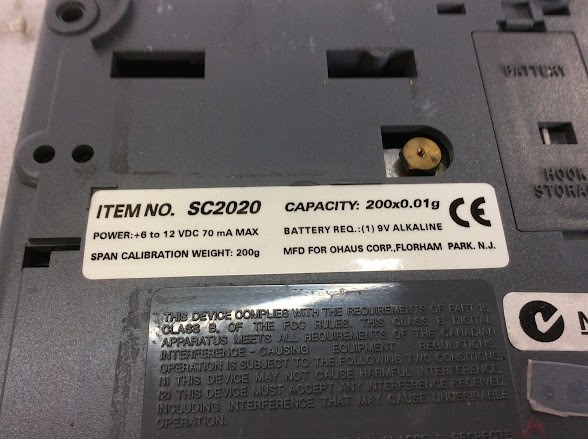 BATTERY
HOOK
STORA
ITEM NO. SC2020 CAPACITY: 200x0.01g
POWER:+6 to 12 VDC 70 mA MAX BATTERY REQ.:(1) 9V ALKALINE
SPAN CALIBRATION WEIGHT: 200g MFD FOR OHAUS CORP.,FLORHAM PARK. N.J.
CE
THIS DEVICE COMPLIES WITH THE REQUIREMENTS OF PART 15,
CLASS B, OF THE FCC RULES. THIS CLASS B DIGITAL
APPARATUS MEETS ALL REQUIREMENTS OF THE CANADIAN
INTERFERENCE - CAUSING EQUIPMENT REGULATIONS.
OPERATION IS SUBJECT TO THE FOLLOWING TWO CONDITIONS:
(1) THIS DEVICE MAY NOT CAUSE HARMFUL INTERFERENCE.
(2) THIS DEVICE MUST ACCEPT ANY INTERFERENCE RECEIVED,
INCLUDING INTERFERENCE THAT MAY CAUSE UNDESIRABLE
OPERATION.
N